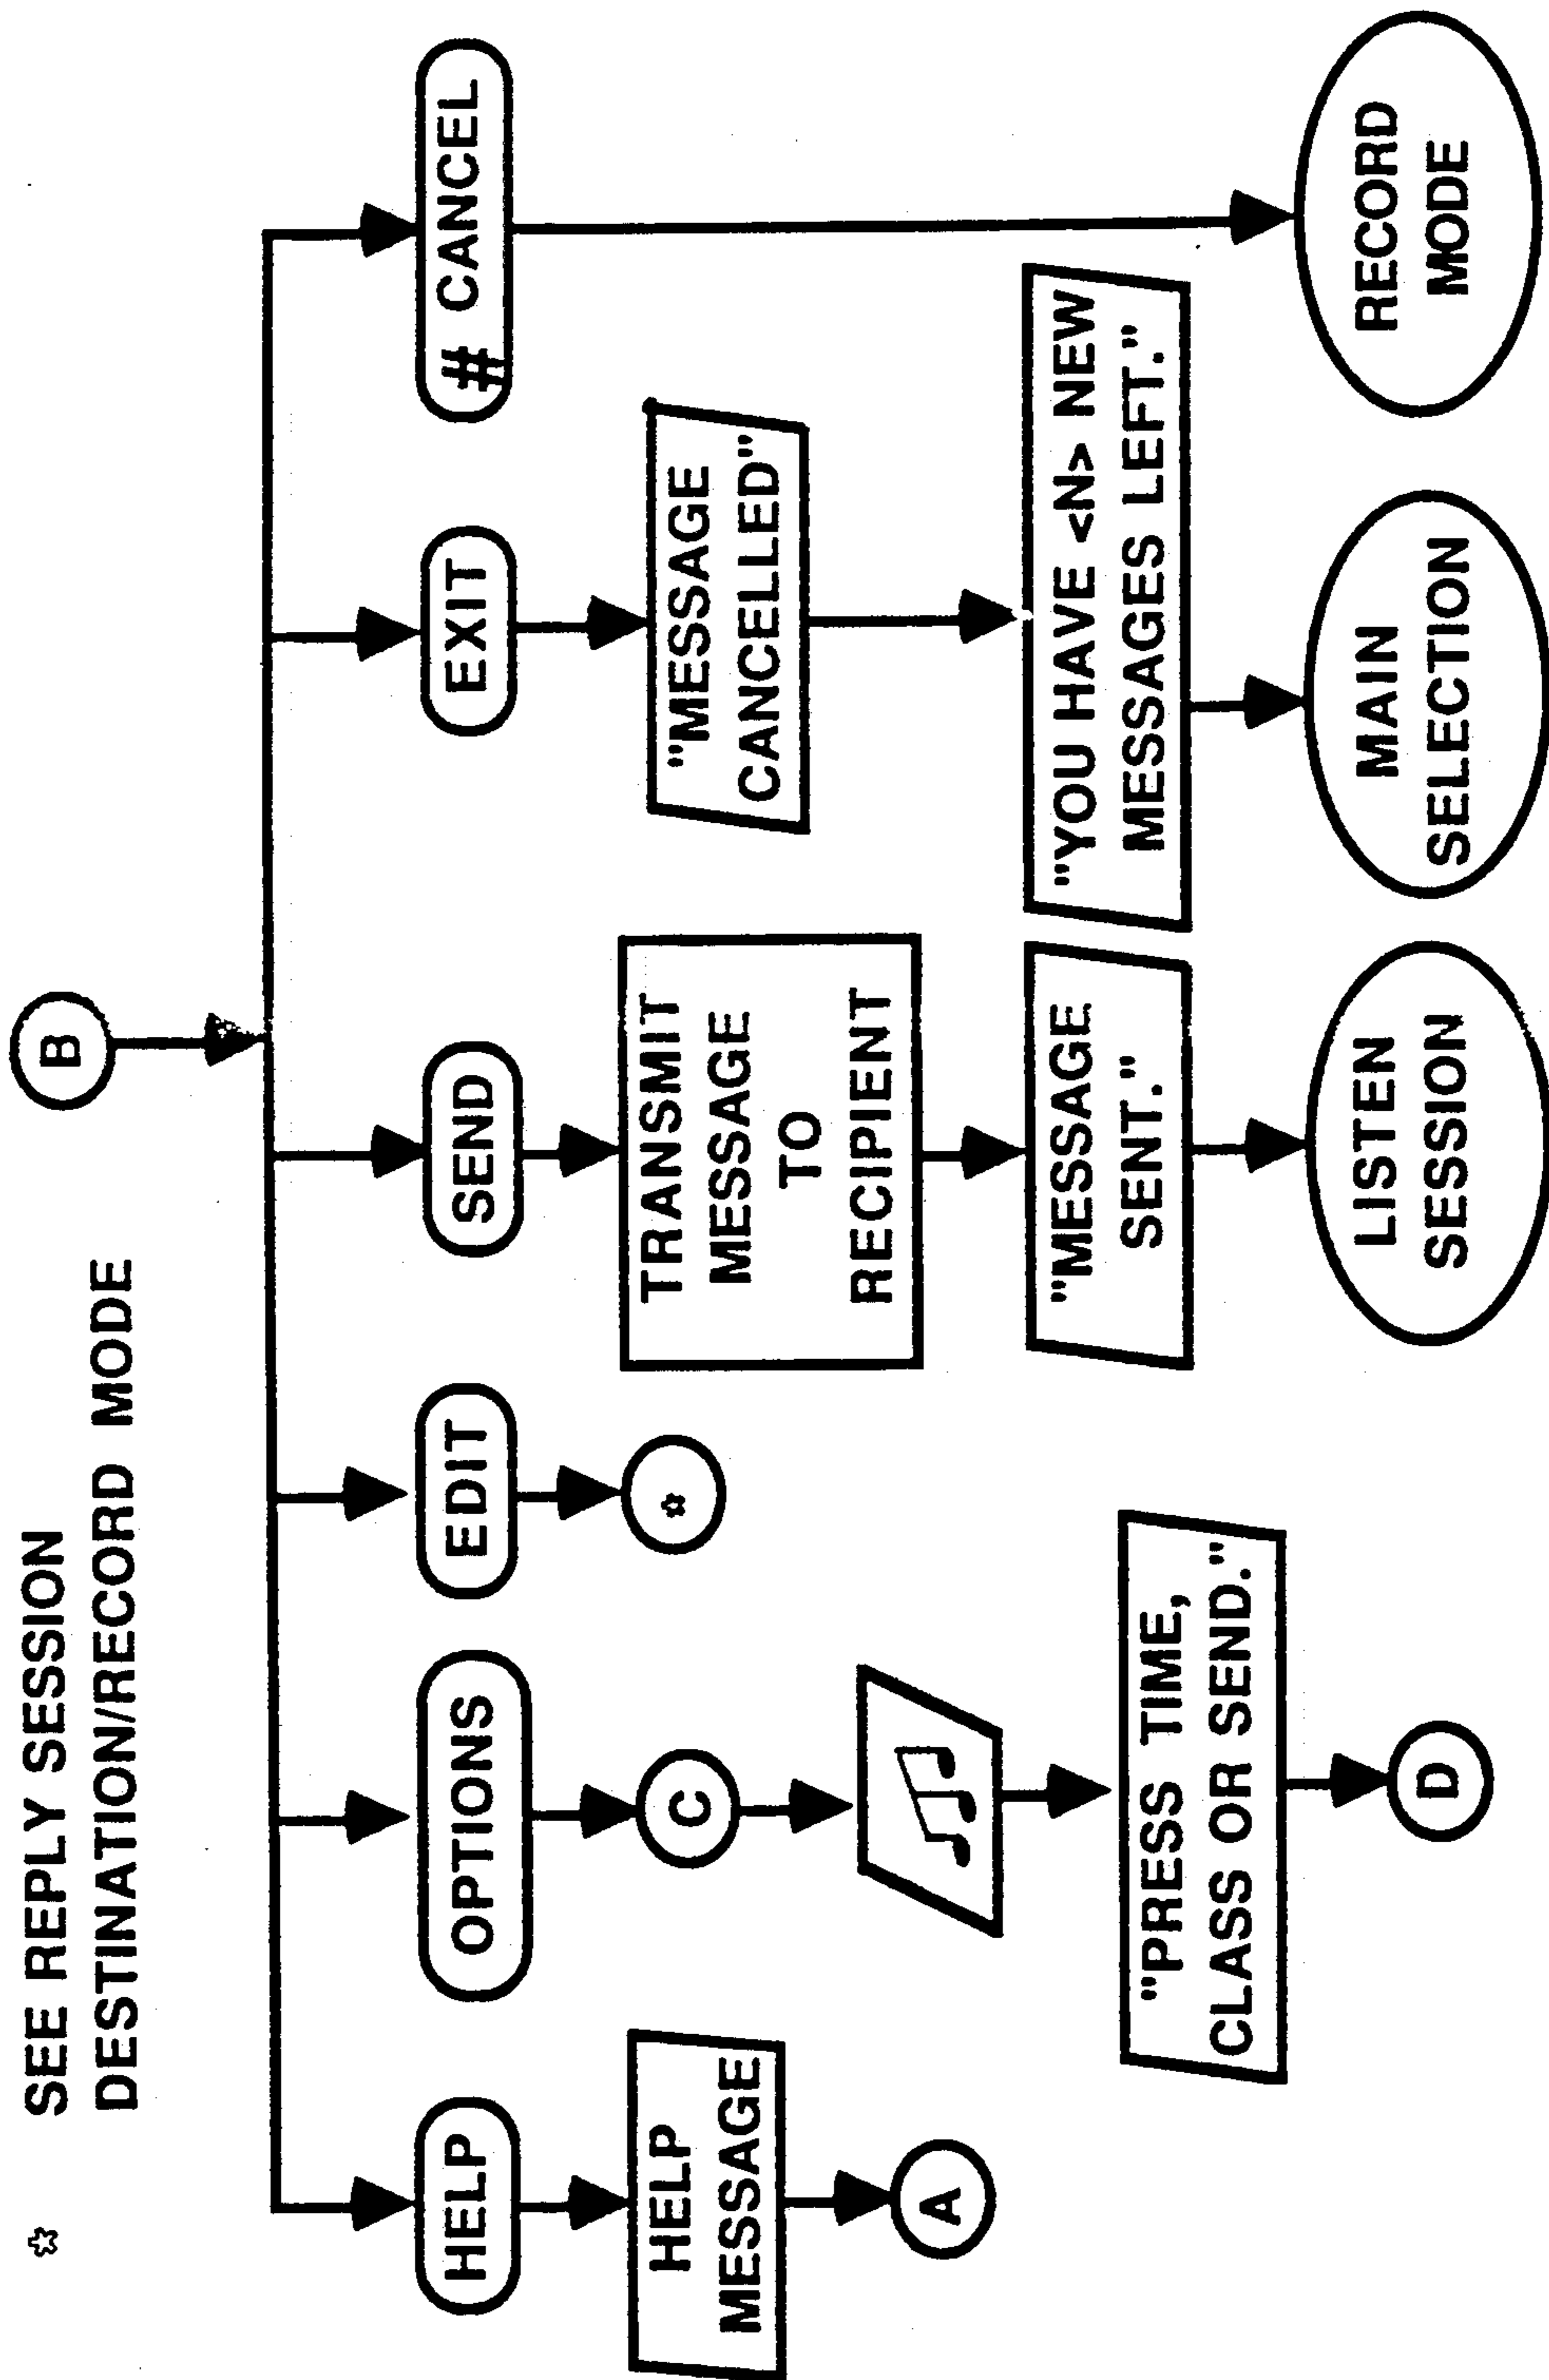 * SEE REPLY SESSION
DESTINATION/RECORD MODE
B
HELP
HELP
MESSAGE
A
OPTIONS
C
"PRESS TIME,
CLASS OR SEND."
D
EDIT
*
SEND
TRANSMIT
MESSAGE
TO
RECIPIENT
"MESSAGE
SENT."
LISTEN
SESSION
EXIT
"MESSAGE
CANCELLED"
"YOU HAVE <N> NEW
MESSAGES LEFT."
MAIN
SELECTION
# CANCEL
RECORD
MODE